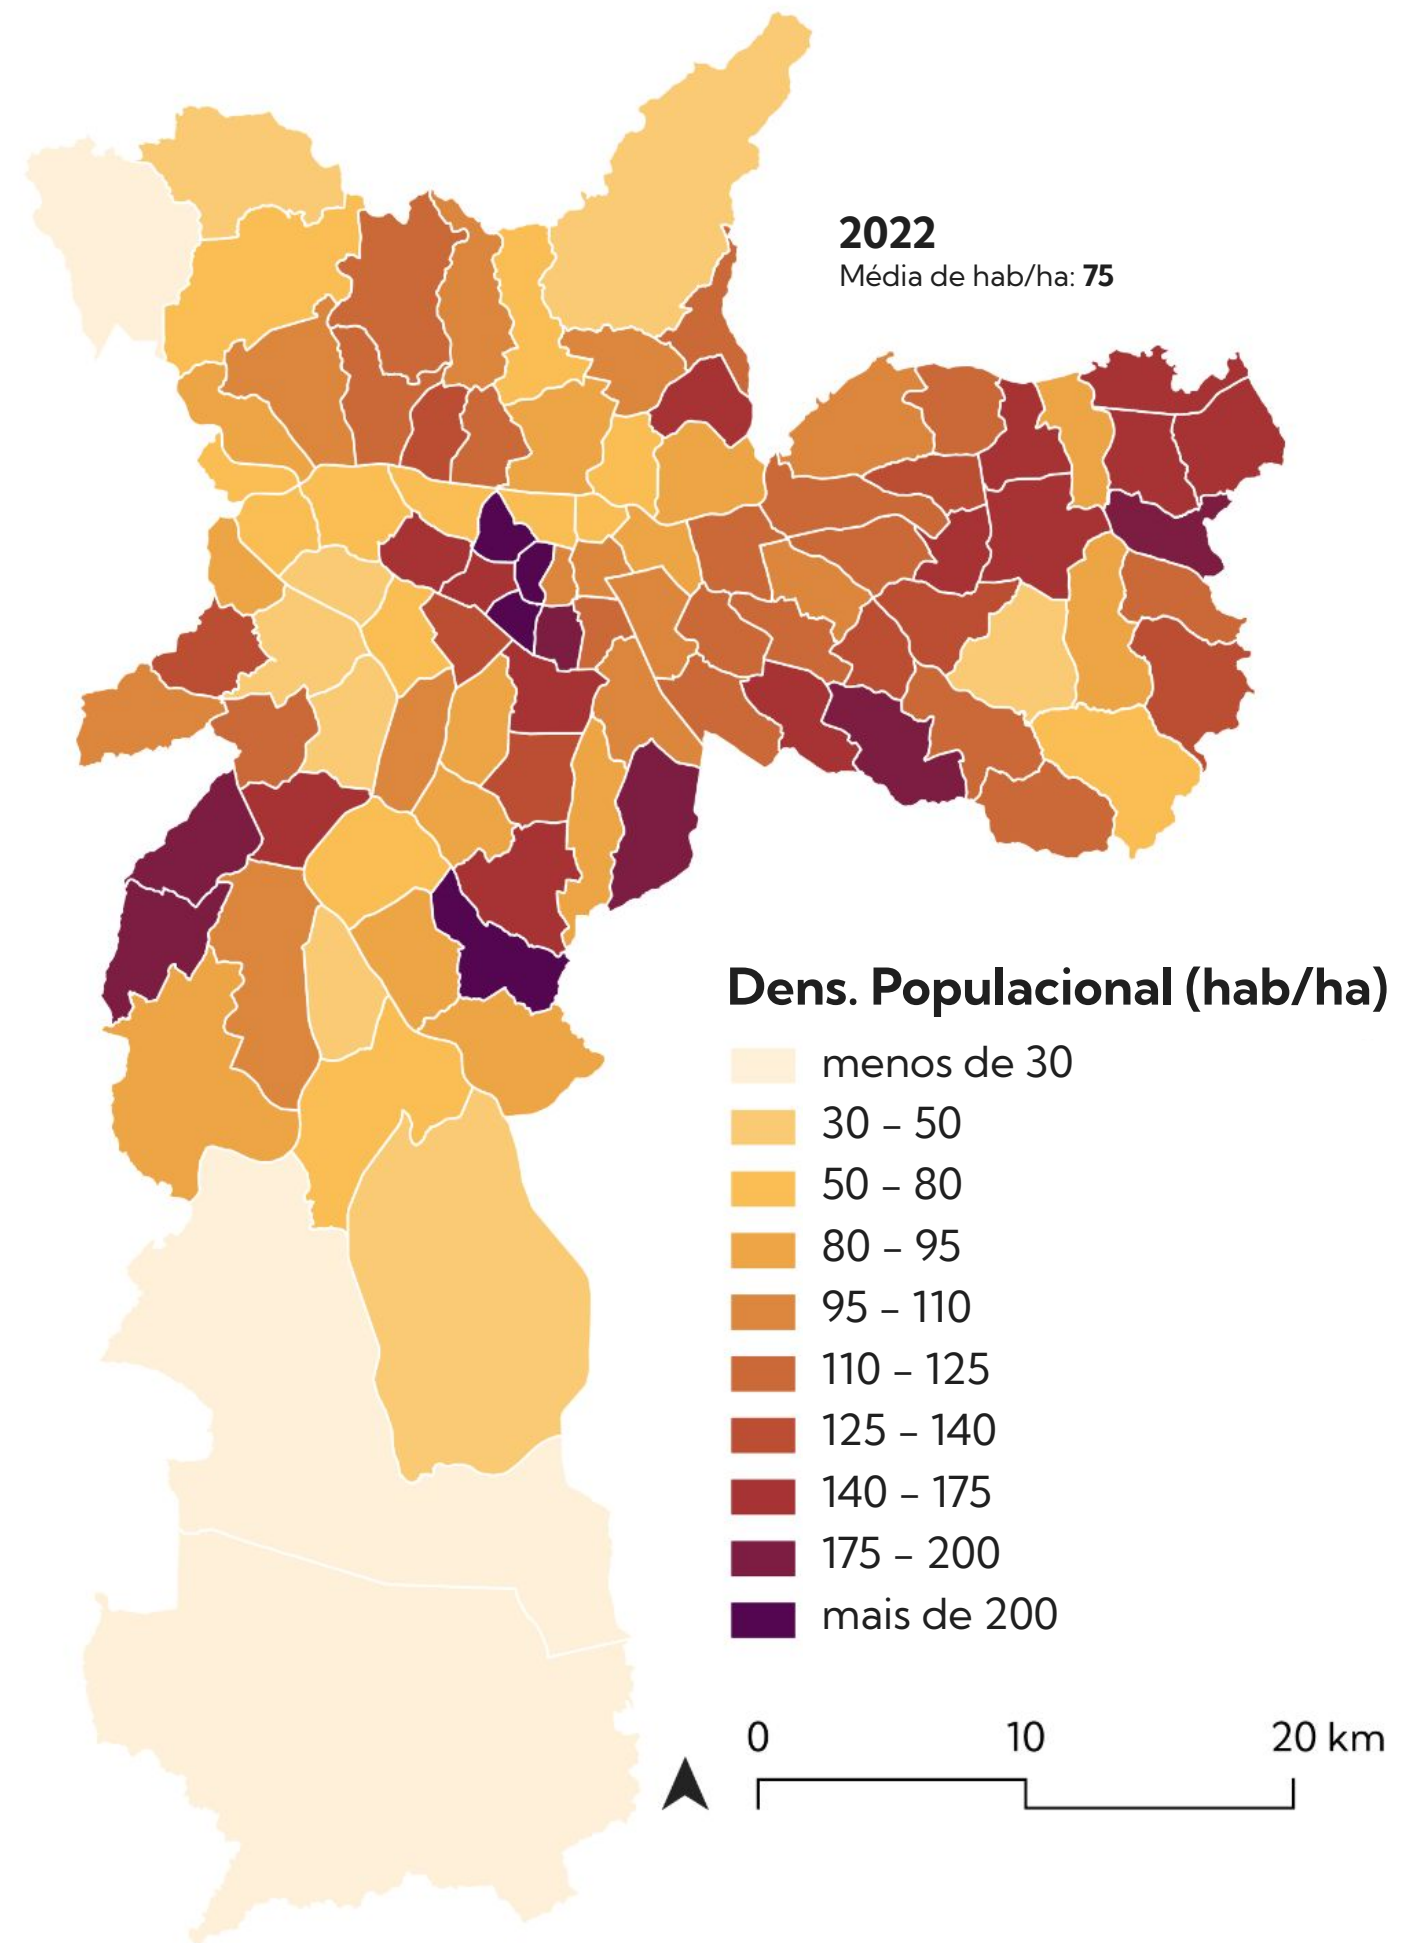 2022
Média de hab/ha: 75
Dens. Populacional (hab/ha)
menos de 30
30 – 50
50 – 80
80 – 95
95 – 110
110 – 125
125 – 140
140 – 175
175 – 200
mais de 200
0 10 20 km